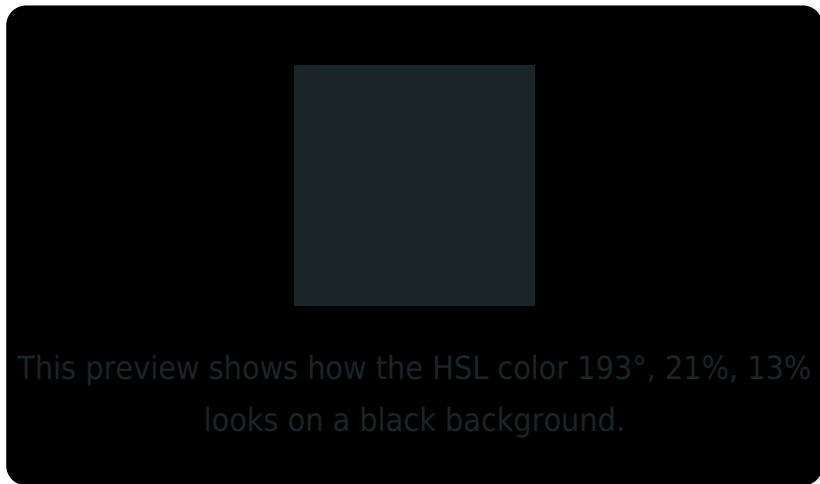 This preview shows how the HSL color 193°, 21%, 13%
looks on a black background.